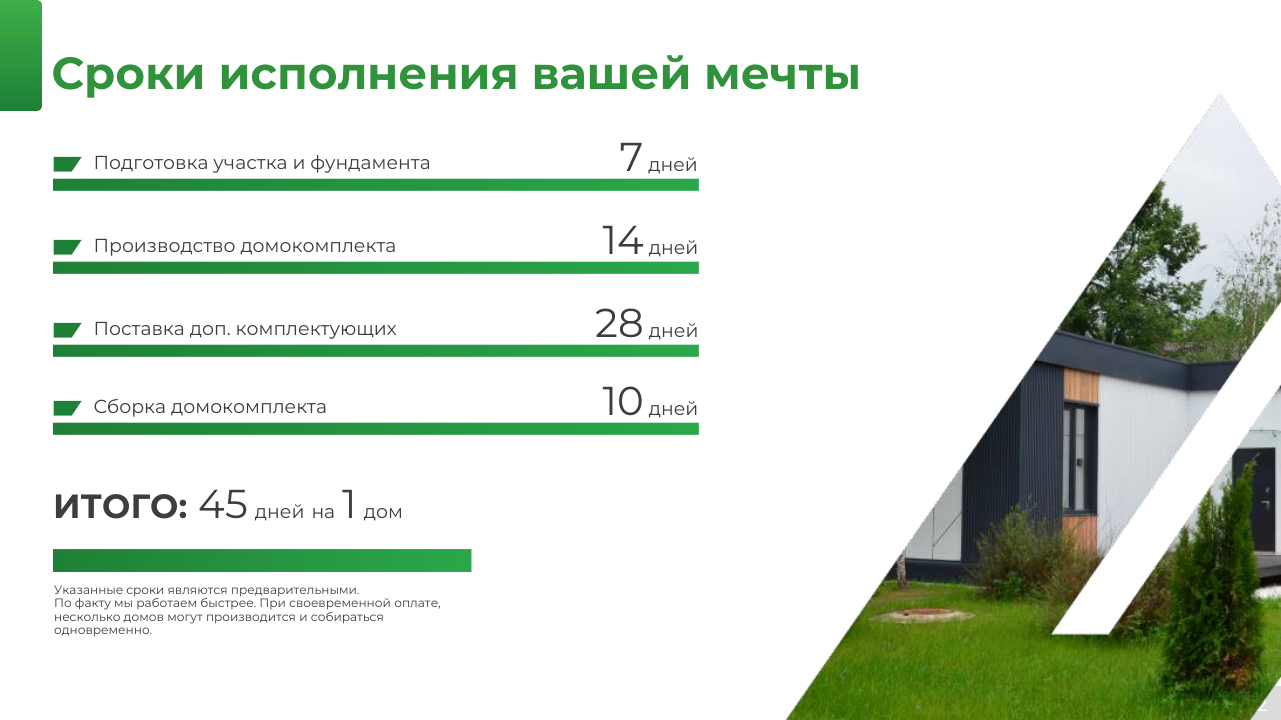 Сроки исполнения вашей мечты
Подготовка участка и фундамента 7 дней
Производство домокомплекта 14 дней
Поставка доп. комплектующих 28 дней
Сборка домокомплекта 10 дней
ИТОГО: 45 дней на 1 дом
Указанные сроки являются предварительными.
По факту мы работаем быстрее. При своевременной оплате,
несколько домов могут производится и собираться
одновременно.